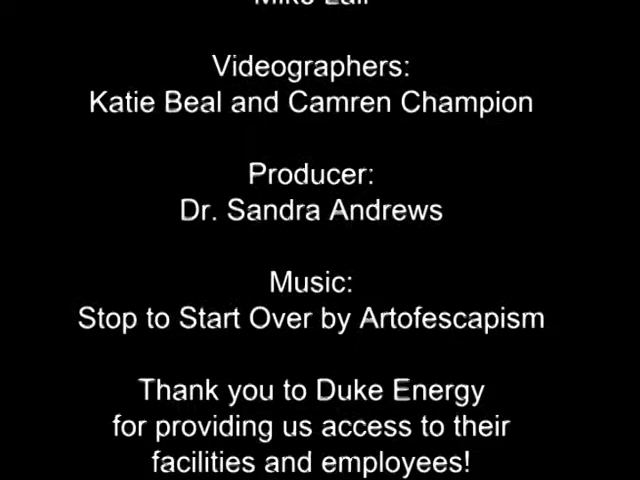 Videographers:
Katie Beal and Camren Champion
Producer:
Dr. Sandra Andrews
Music:
Stop to Start Over by Artofescapism
Thank you to Duke Energy
for providing us access to their
facilities and employees!